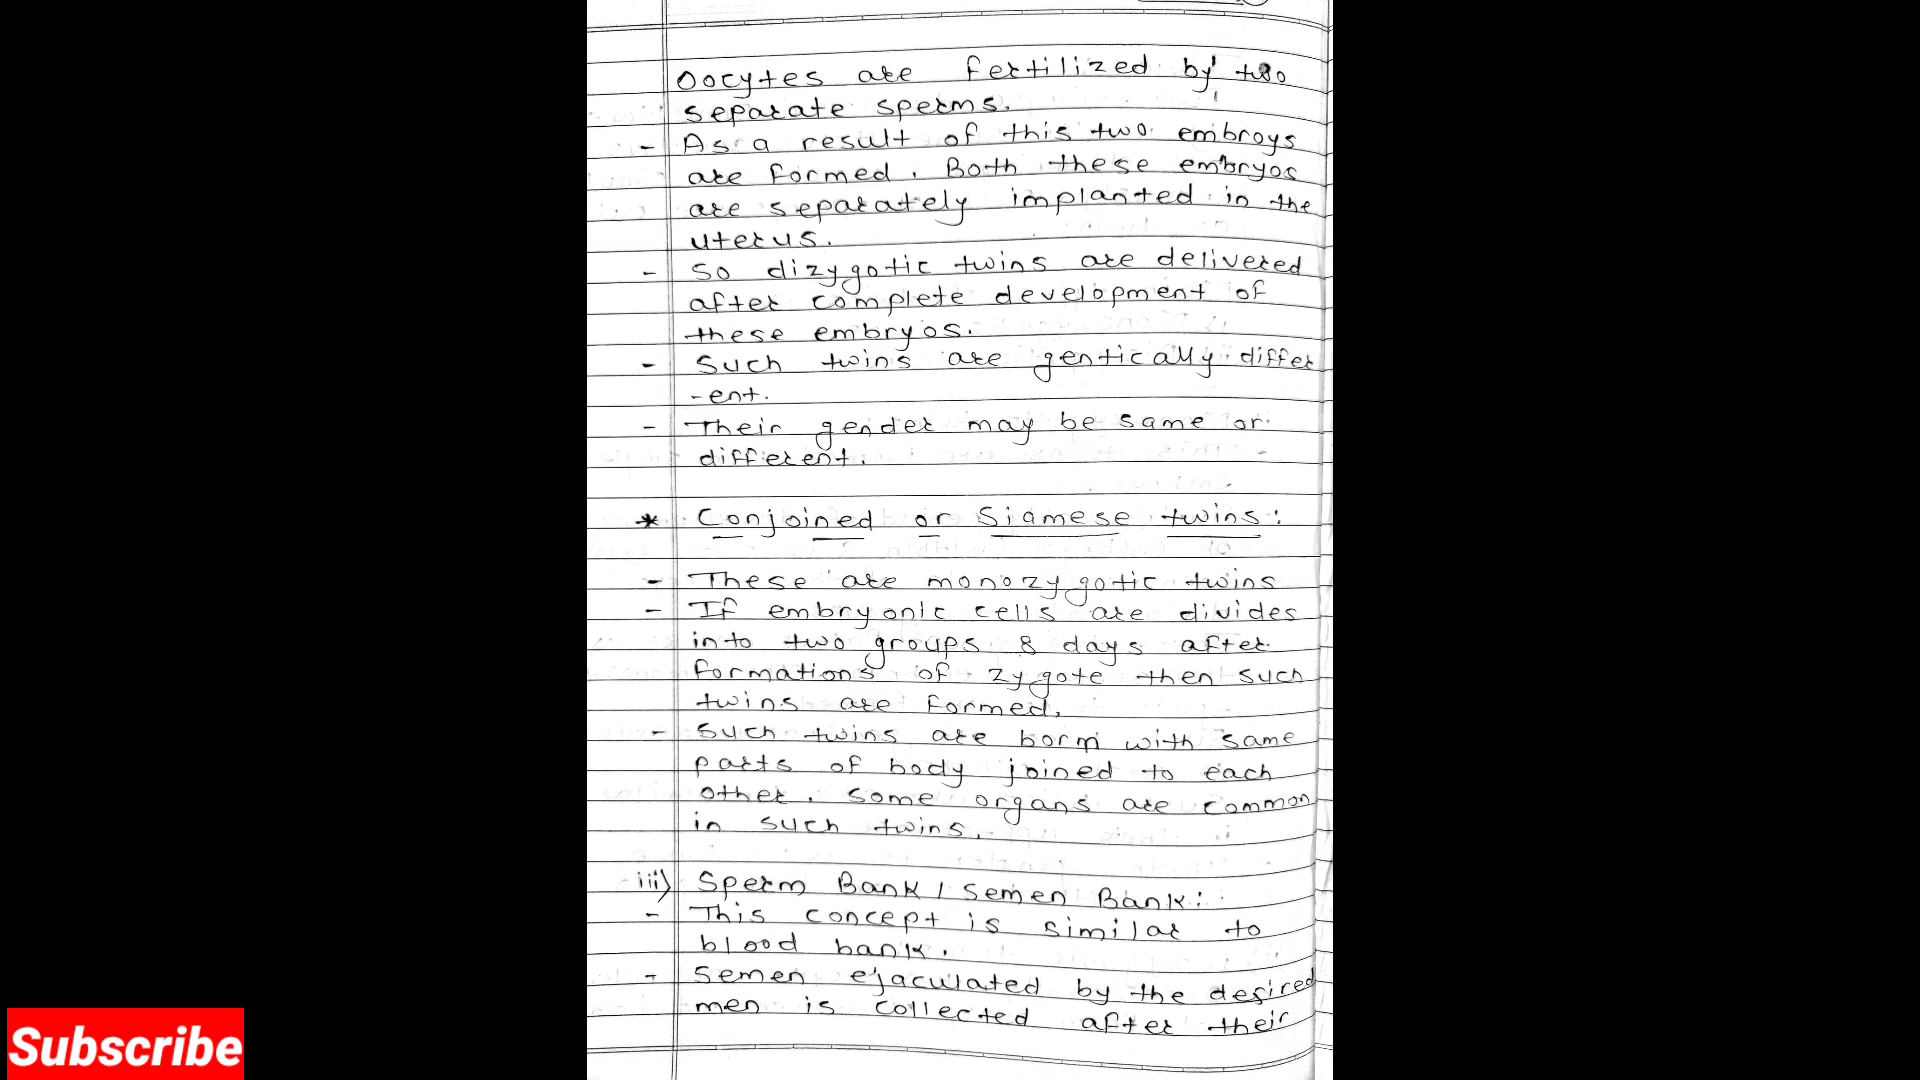 Oocytes are fertilized by two
separate sperms.
- As a result of this two embroys
are formed. Both these embryos
are separately implanted in the
uterus.
- So dizygotic twins are delivered
after complete development of
these embryos.
- Such twins are gentically differ
-ent.
- Their gender may be same or
different.
* Conjoined or Siamese twins:
- These are monozygotic twins
- If embryonic cells are divides
into two groups 8 days after
formations of zygote then such
twins are formed.
- Such twins are born with same
parts of body joined to each
other. some organs are common
in such twins.
iii) Sperm Bank / Semen Bank:
- This concept is similar to
blood bank.
- Semen ejaculated by the desired
men is collected after their
Subscribe